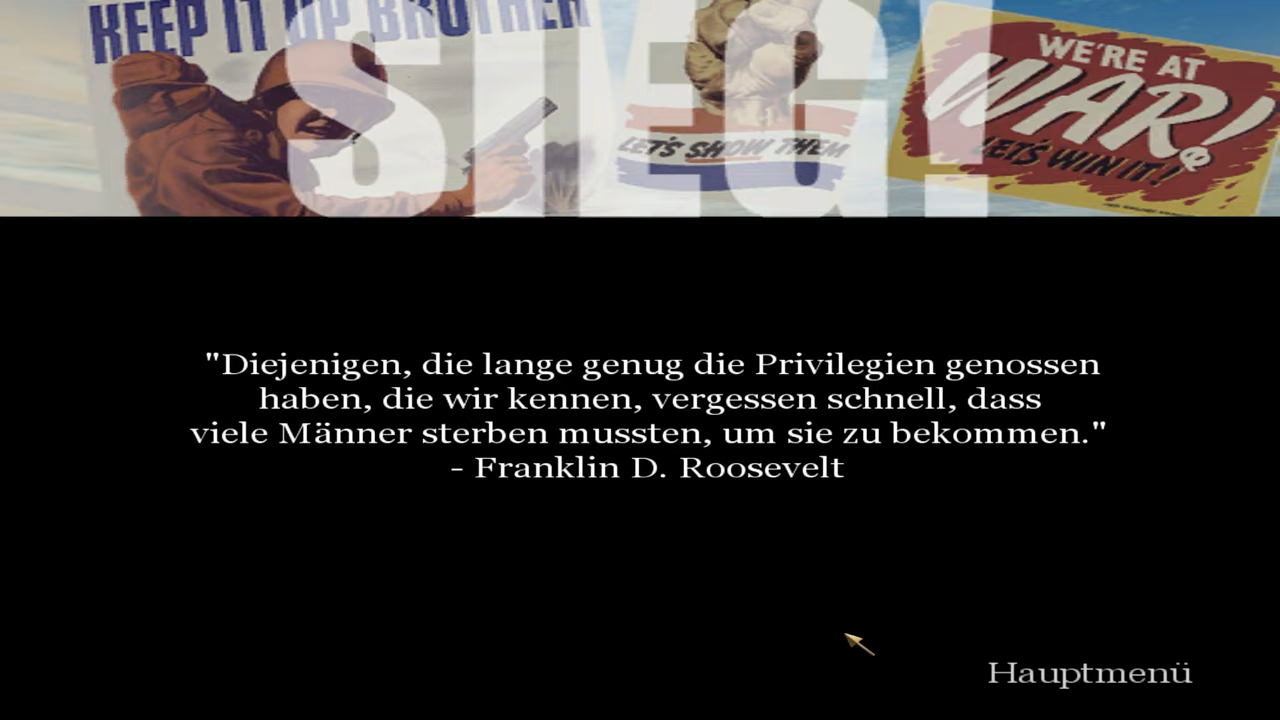 KEEP IT UP BROTHER
SIEG!
LET'S SHOW THEM
WE'RE AT
WAR!
LET'S WIN IT!
"Diejenigen, die lange genug die Privilegien genossen
haben, die wir kennen, vergessen schnell, dass
viele Männer sterben mussten, um sie zu bekommen."
- Franklin D. Roosevelt
Hauptmenü